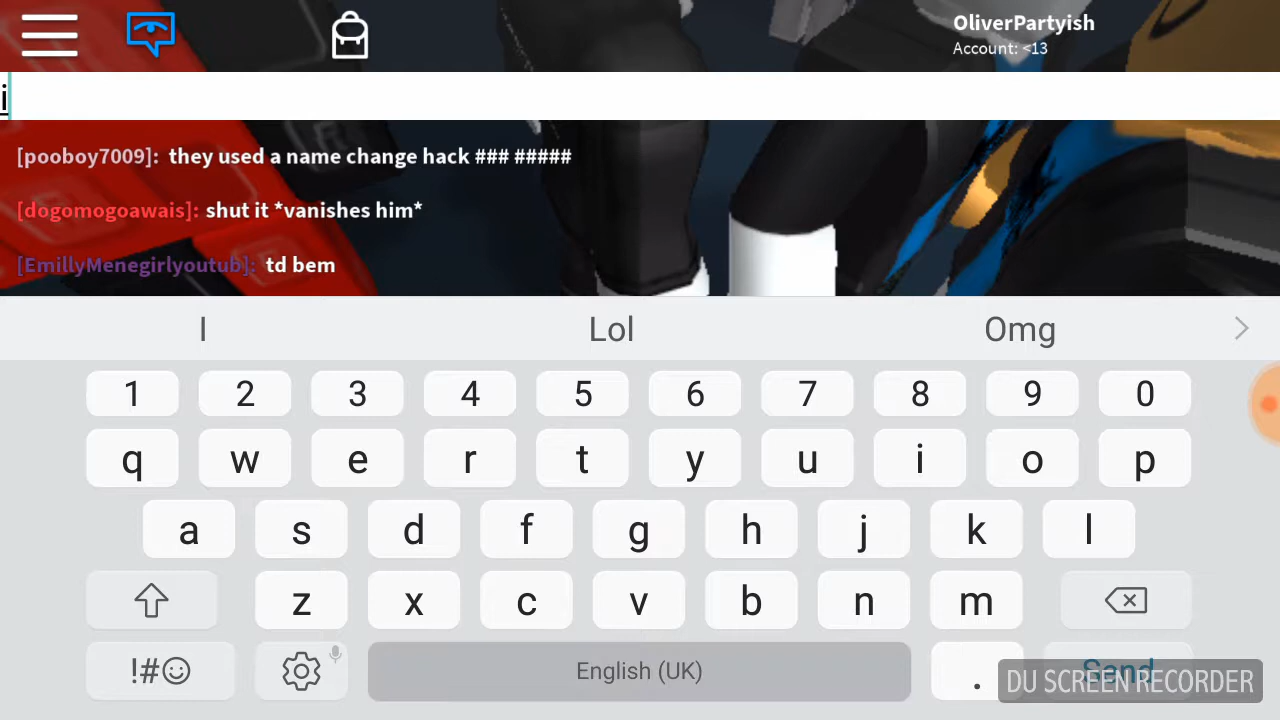 OliverPartyish
Account: <13
i
[pooboy7009]: they used a name change hack ### #####
[dogomogoawais]: shut it *vanishes him*
[EmillyMenegirlyoutub]: td bem
I Lol Omg
1 2 3 4 5 6 7 8 9 0
q w e r t y u i o p
a s d f g h j k l
z x c v b n m
!#☺ English (UK) . Send
DU SCREEN RECORDER